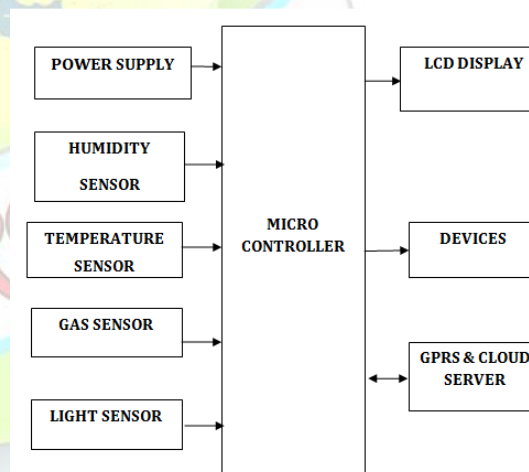 POWER SUPPLY
HUMIDITY
SENSOR
TEMPERATURE
SENSOR
GAS SENSOR
LIGHT SENSOR
MICRO
CONTROLLER
LCD DISPLAY
DEVICES
GPRS & CLOUD
SERVER